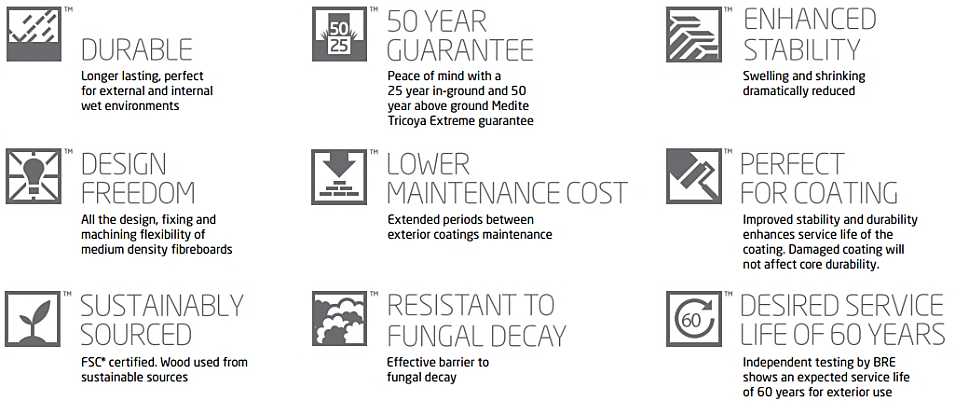 ™
DURABLE
Longer lasting, perfect
for external and internal
wet environments
50
25
™
50 YEAR
GUARANTEE
Peace of mind with a
25 year in-ground and 50
year above ground Medite
Tricoya Extreme guarantee
™
ENHANCED
STABILITY
Swelling and shrinking
dramatically reduced
™
DESIGN
FREEDOM
All the design, fixing and
machining flexibility of
medium density fibreboards
™
LOWER
MAINTENANCE COST
Extended periods between
exterior coatings maintenance
™
PERFECT
FOR COATING
Improved stability and durability
enhances service life of the
coating. Damaged coating will
not affect core durability.
™
SUSTAINABLY
SOURCED
FSC® certified. Wood used from
sustainable sources
™
RESISTANT TO
FUNGAL DECAY
Effective barrier to
fungal decay
60
™
DESIRED SERVICE
LIFE OF 60 YEARS
Independent testing by BRE
shows an expected service life
of 60 years for exterior use